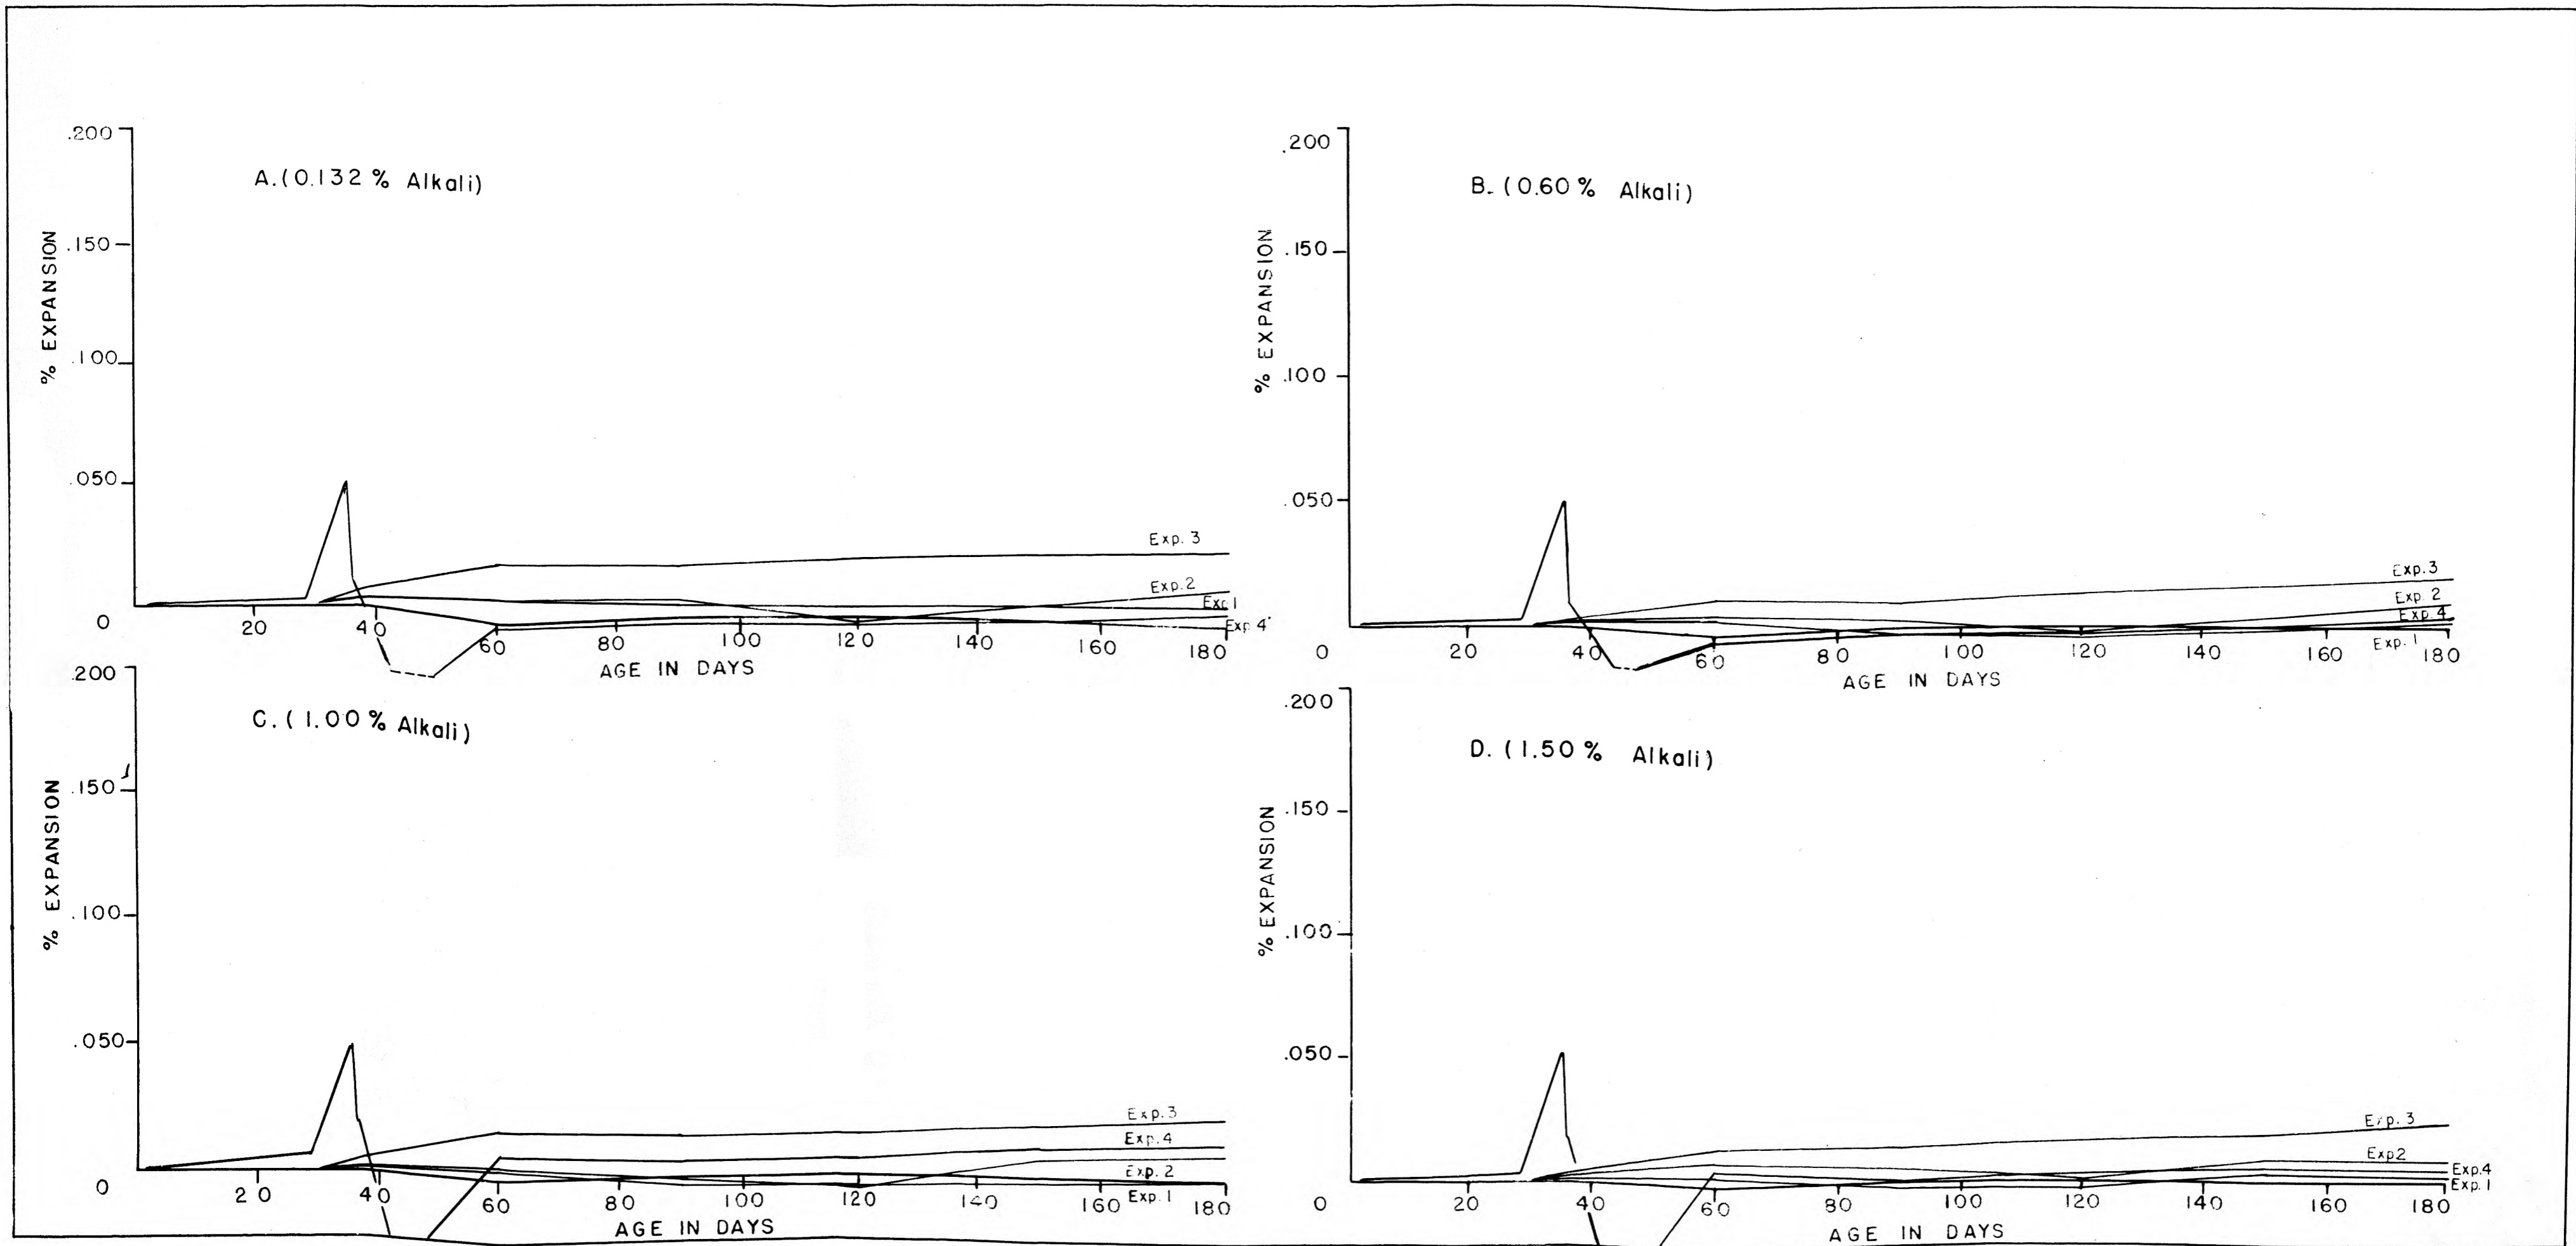 A. (0.132 % Alkali)
% EXPANSION
.200
.150
.100
.050
0
20 40 60 80 100 120 140 160 180
AGE IN DAYS
Exp. 3
Exp. 2
Exp. 1
Exp. 4
B. (0.60 % Alkali)
% EXPANSION
.200
.150
.100
.050
0
20 40 60 80 100 120 140 160 180
AGE IN DAYS
Exp. 3
Exp. 2
Exp. 4
Exp. 1
C. (1.00 % Alkali)
% EXPANSION
.200
.150
.100
.050
0
20 40 60 80 100 120 140 160 180
AGE IN DAYS
Exp. 3
Exp. 4
Exp. 2
Exp. 1
D. (1.50 % Alkali)
% EXPANSION
.200
.150
.100
.050
0
20 40 60 80 100 120 140 160 180
AGE IN DAYS
Exp. 3
Exp 2
Exp. 4
Exp. 1